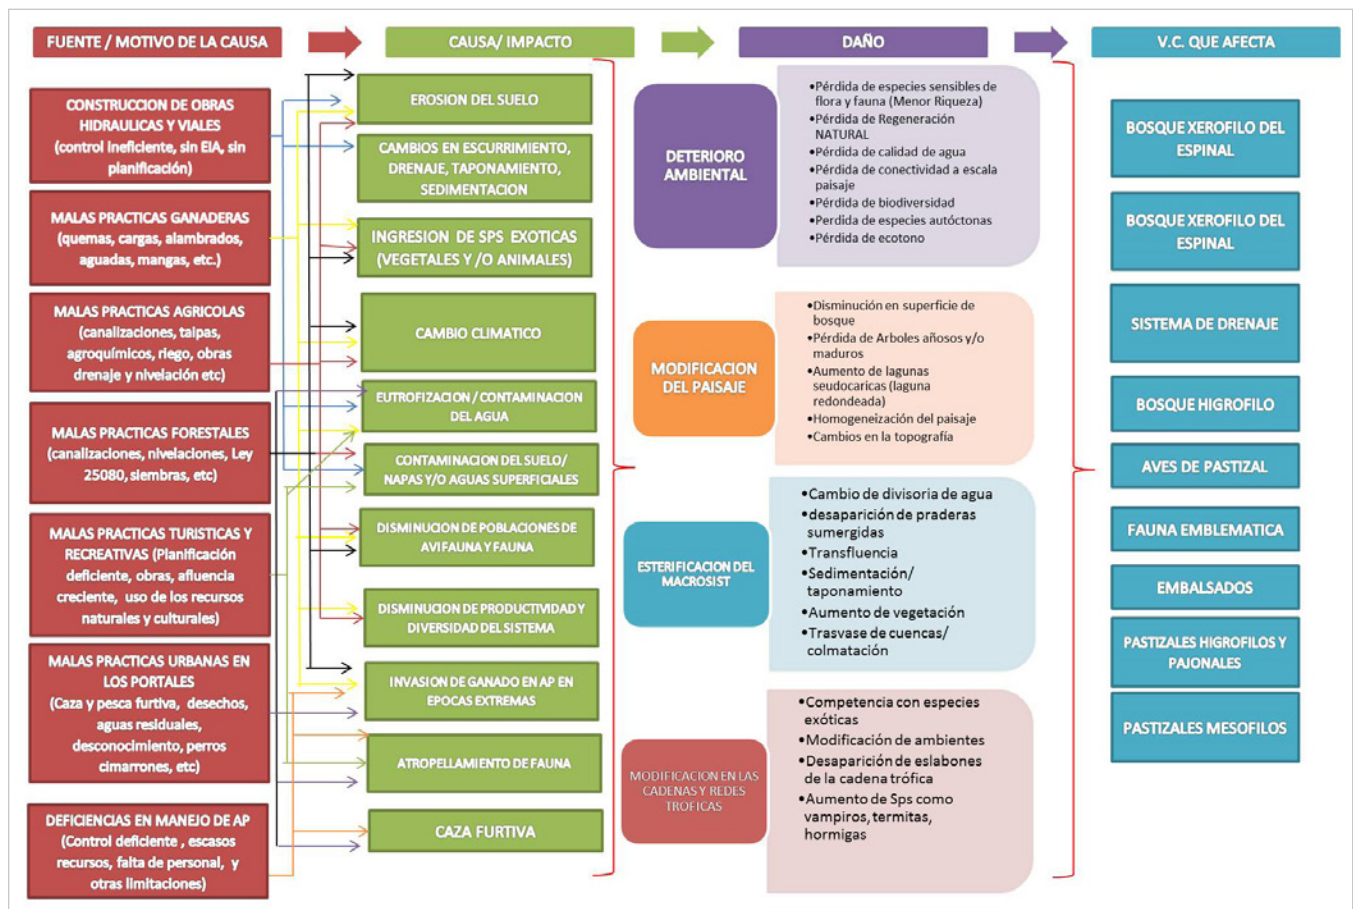 FUENTE / MOTIVO DE LA CAUSA
CAUSA/ IMPACTO
DAÑO
V.C. QUE AFECTA
CONSTRUCCION DE OBRAS
HIDRAULICAS Y VIALES
(control ineficiente, sin EIA, sin
planificación)
MALAS PRACTICAS GANADERAS
(quemas, cargas, alambrados,
aguadas, mangas, etc.)
MALAS PRACTICAS AGRICOLAS
(canalizaciones, taipas,
agroquímicos, riego, obras
drenaje y nivelación etc)
MALAS PRACTICAS FORESTALES
(canalizaciones, nivelaciones, Ley
25080, siembras, etc)
MALAS PRACTICAS TURISTICAS Y
RECREATIVAS (Planificación
deficiente, obras, afluencia
creciente, uso de los recursos
naturales y culturales)
MALAS PRACTICAS URBANAS EN
LOS PORTALES
(Caza y pesca furtiva, desechos,
aguas residuales,
desconocimiento, perros
cimarrones, etc)
DEFICIENCIAS EN MANEJO DE AP
(Control deficiente , escasos
recursos, falta de personal, y
otras limitaciones)
EROSION DEL SUELO
CAMBIOS EN ESCURRIMIENTO,
DRENAJE, TAPONAMIENTO,
SEDIMENTACION
INGRESION DE SPS EXOTICAS
(VEGETALES Y /O ANIMALES)
CAMBIO CLIMATICO
EUTROFIZACION / CONTAMINACION
DEL AGUA
CONTAMINACION DEL SUELO/
NAPAS Y/O AGUAS SUPERFICIALES
DISMINUCION DE POBLACIONES DE
AVIFAUNA Y FAUNA
DISMINUCION DE PRODUCTIVIDAD Y
DIVERSIDAD DEL SISTEMA
INVASION DE GANADO EN AP EN
EPOCAS EXTREMAS
ATROPELLAMIENTO DE FAUNA
CAZA FURTIVA
DETERIORO
AMBIENTAL
•Pérdida de especies sensibles de
flora y fauna (Menor Riqueza)
•Pérdida de Regeneración
NATURAL
•Pérdida de calidad de agua
•Pérdida de conectividad a escala
paisaje
•Pérdida de biodiversidad
•Perdida de especies autóctonas
•Pérdida de ecotono
MODIFICACION
DEL PAISAJE
•Disminución en superficie de
bosque
•Pérdida de Arboles añosos y/o
maduros
•Aumento de lagunas
seudocaricas (laguna
redondeada)
•Homogeneización del paisaje
•Cambios en la topografía
ESTERIFICACION DEL
MACROSIST
•Cambio de divisoria de agua
•desaparición de praderas
sumergidas
•Transfluencia
•Sedimentación/
taponamiento
•Aumento de vegetación
•Trasvase de cuencas/
colmatación
MODIFICACION EN LAS
CADENAS Y REDES
TROFICAS
•Competencia con especies
exóticas
•Modificación de ambientes
•Desaparición de eslabones
de la cadena trófica
•Aumento de Sps como
vampiros, termitas,
hormigas
BOSQUE XEROFILO DEL
ESPINAL
BOSQUE XEROFILO DEL
ESPINAL
SISTEMA DE DRENAJE
BOSQUE HIGROFILO
AVES DE PASTIZAL
FAUNA EMBLEMATICA
EMBALSADOS
PASTIZALES HIGROFILOS Y
PAJONALES
PASTIZALES MESOFILOS